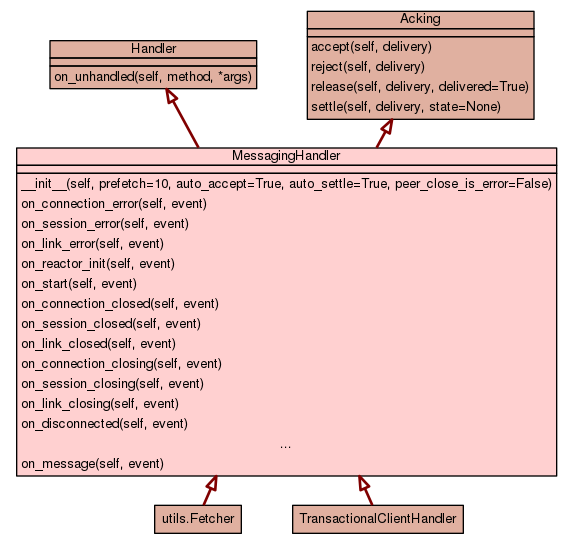 Handler
on_unhandled(self, method, *args)
Acking
accept(self, delivery)
reject(self, delivery)
release(self, delivery, delivered=True)
settle(self, delivery, state=None)
MessagingHandler
__init__(self, prefetch=10, auto_accept=True, auto_settle=True, peer_close_is_error=False)
on_connection_error(self, event)
on_session_error(self, event)
on_link_error(self, event)
on_reactor_init(self, event)
on_start(self, event)
on_connection_closed(self, event)
on_session_closed(self, event)
on_link_closed(self, event)
on_connection_closing(self, event)
on_session_closing(self, event)
on_link_closing(self, event)
on_disconnected(self, event)
...
on_message(self, event)
utils.Fetcher
TransactionalClientHandler